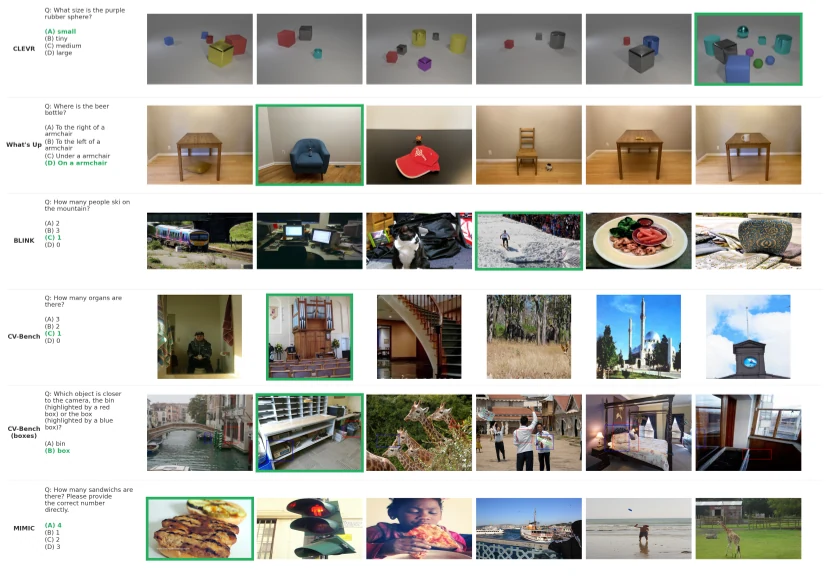 CLEVR
Q: What size is the purple
rubber sphere?
(A) small
(B) tiny
(C) medium
(D) large
What's Up
Q: Where is the beer
bottle?
(A) To the right of a
armchair
(B) To the left of a
armchair
(C) Under a armchair
(D) On a armchair
BLINK
Q: How many people ski on
the mountain?
(A) 2
(B) 3
(C) 1
(D) 0
CV-Bench
Q: How many organs are
there?
(A) 3
(B) 2
(C) 1
(D) 0
CV-Bench
(boxes)
Q: Which object is closer
to the camera, the bin
(highlighted by a red
box) or the box
(highlighted by a blue
box)?
(A) bin
(B) box
MIMIC
Q: How many sandwichs are
there? Please provide
the correct number
directly.
(A) 4
(B) 1
(C) 2
(D) 3